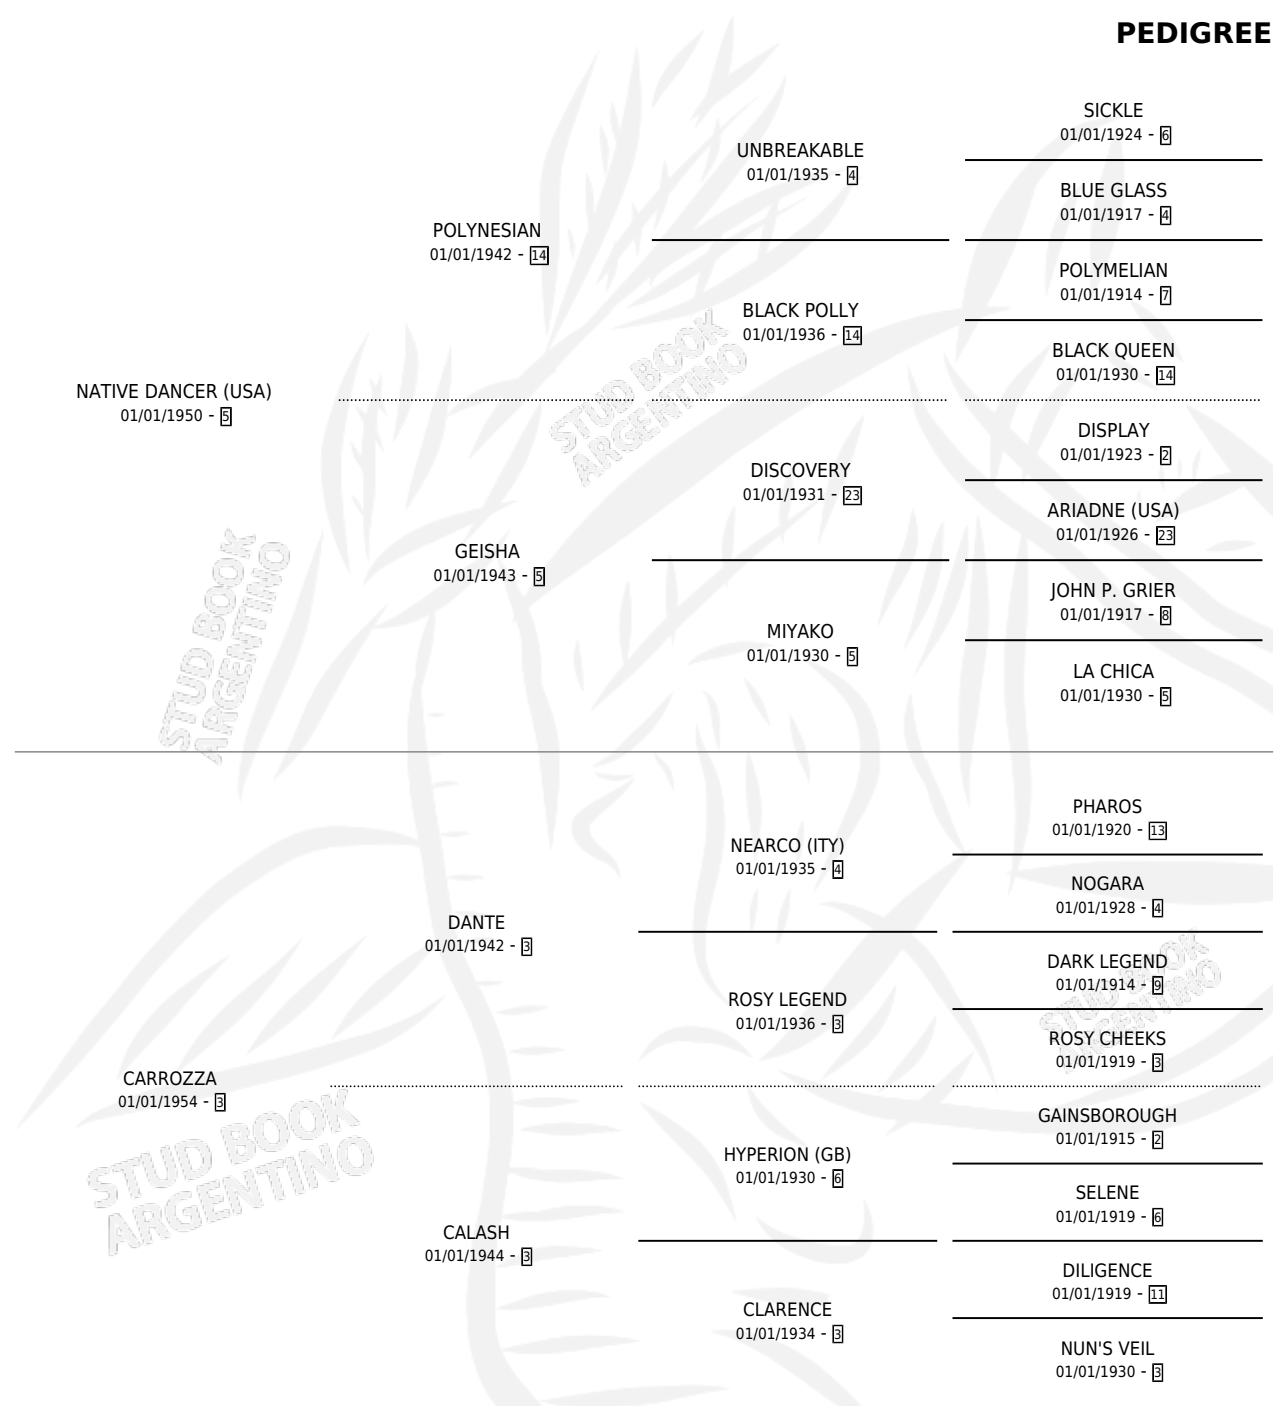 PEDIGREE
SICKLE
01/01/1924 - 6
UNBREAKABLE
01/01/1935 - 4
BLUE GLASS
01/01/1917 - 4
POLYNESIAN
01/01/1942 - 14
POLYMELIAN
01/01/1914 - 7
BLACK POLLY
01/01/1936 - 14
BLACK QUEEN
01/01/1930 - 14
NATIVE DANCER (USA)
01/01/1950 - 5
DISPLAY
01/01/1923 - 2
DISCOVERY
01/01/1931 - 23
ARIADNE (USA)
01/01/1926 - 23
GEISHA
01/01/1943 - 5
JOHN P. GRIER
01/01/1917 - 8
MIYAKO
01/01/1930 - 5
LA CHICA
01/01/1930 - 5
STUD BOOK
ARGENTINO
STUD BOOK
ARGENTINO
PHAROS
01/01/1920 - 13
NEARCO (ITY)
01/01/1935 - 4
NOGARA
01/01/1928 - 4
DANTE
01/01/1942 - 3
DARK LEGEND
01/01/1914 - 9
ROSY LEGEND
01/01/1936 - 3
ROSY CHEEKS
01/01/1919 - 3
CARROZZA
01/01/1954 - 3
GAINSBOROUGH
01/01/1915 - 2
HYPERION (GB)
01/01/1930 - 6
SELENE
01/01/1919 - 6
CALASH
01/01/1944 - 3
DILIGENCE
01/01/1919 - 11
CLARENCE
01/01/1934 - 3
NUN'S VEIL
01/01/1930 - 3
STUD BOOK
ARGENTINO
STUD BOOK
ARGENTINO